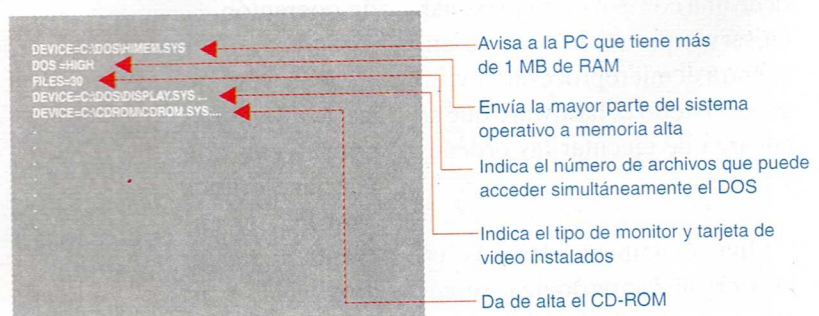 DEVICE=C:\DOS\HIMEM.SYS
DOS =HIGH
FILES=30
DEVICE=C:\DOS\DISPLAY.SYS ...
DEVICE=C:\CDROM\CDROM.SYS....
Avisa a la PC que tiene más
de 1 MB de RAM
Envía la mayor parte del sistema
operativo a memoria alta
Indica el número de archivos que puede
acceder simultáneamente el DOS
Indica el tipo de monitor y tarjeta de
video instalados
Da de alta el CD-ROM